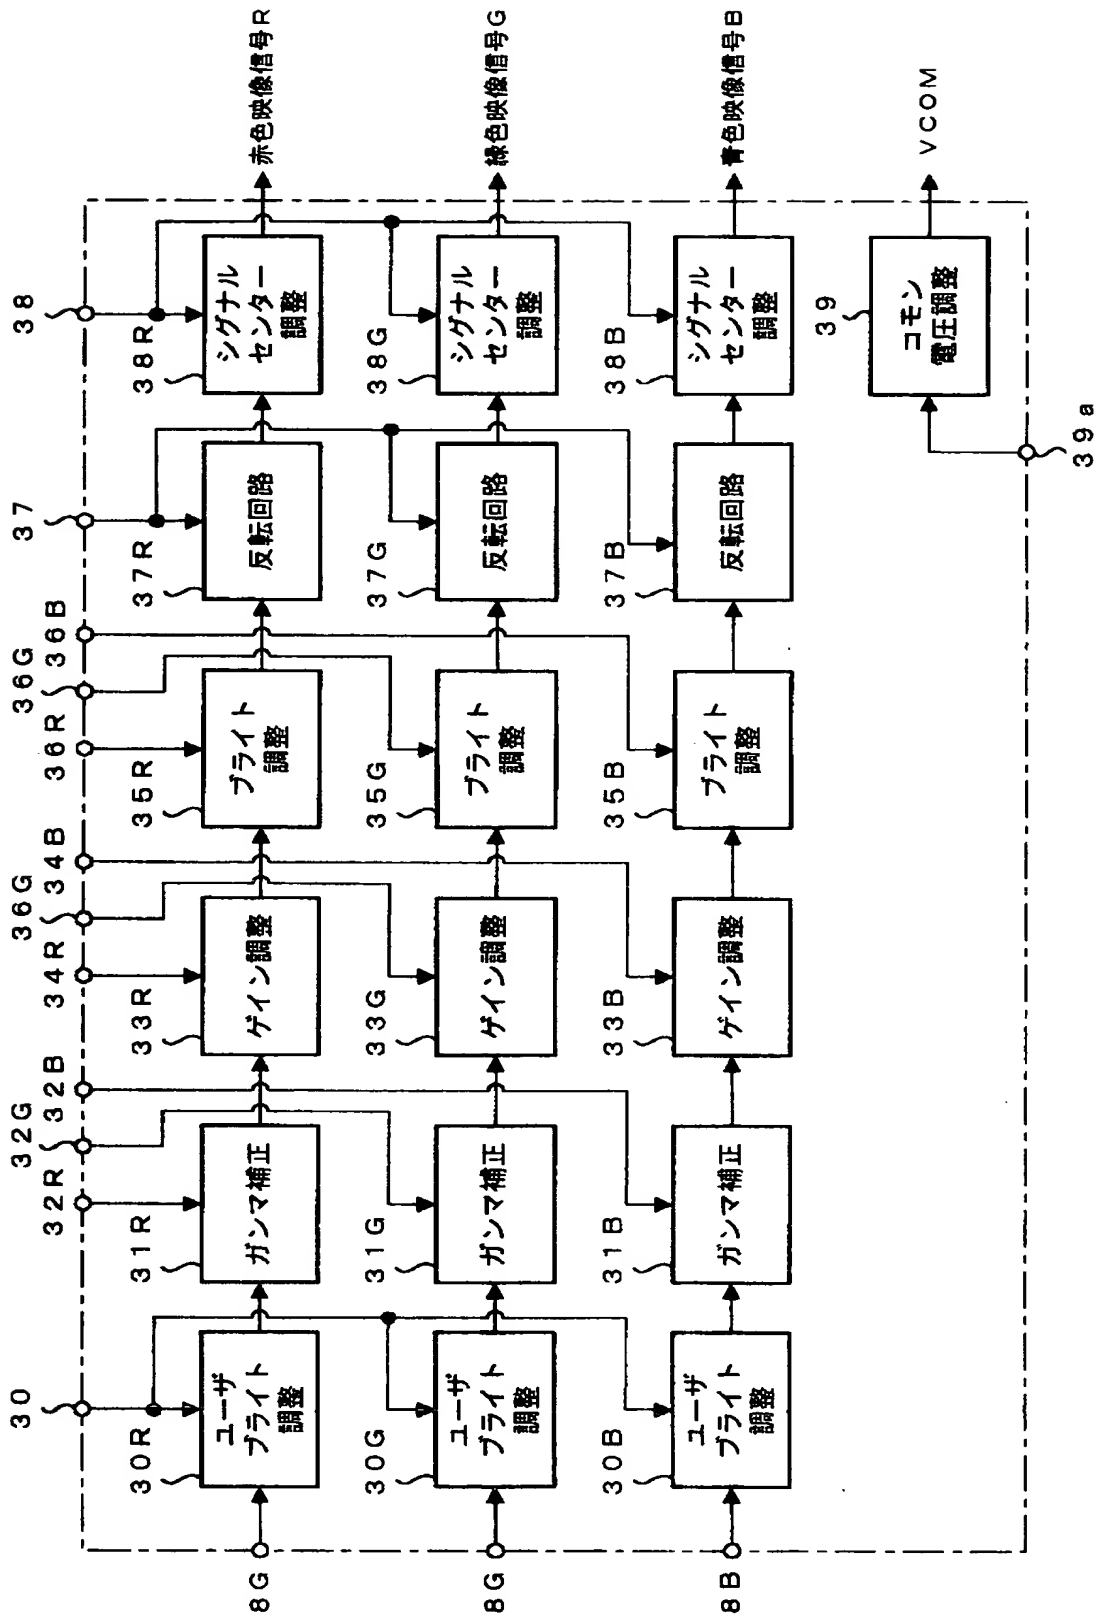 30
32R
32G
32B
34R
36G
34B
36R
36G
36B
37
38
30R
31R
33R
35R
37R
38R
8G
ユーザ
ブライト
調整
ガンマ補正
ゲイン調整
ブライト
調整
反転回路
シグナル
センター
調整
赤色映像信号R
30G
31G
33G
35G
37G
38G
8G
ユーザ
ブライト
調整
ガンマ補正
ゲイン調整
ブライト
調整
反転回路
シグナル
センター
調整
緑色映像信号G
30B
31B
33B
35B
37B
38B
8B
ユーザ
ブライト
調整
ガンマ補正
ゲイン調整
ブライト
調整
反転回路
シグナル
センター
調整
青色映像信号B
39
コモン
電圧調整
VCOM
39a